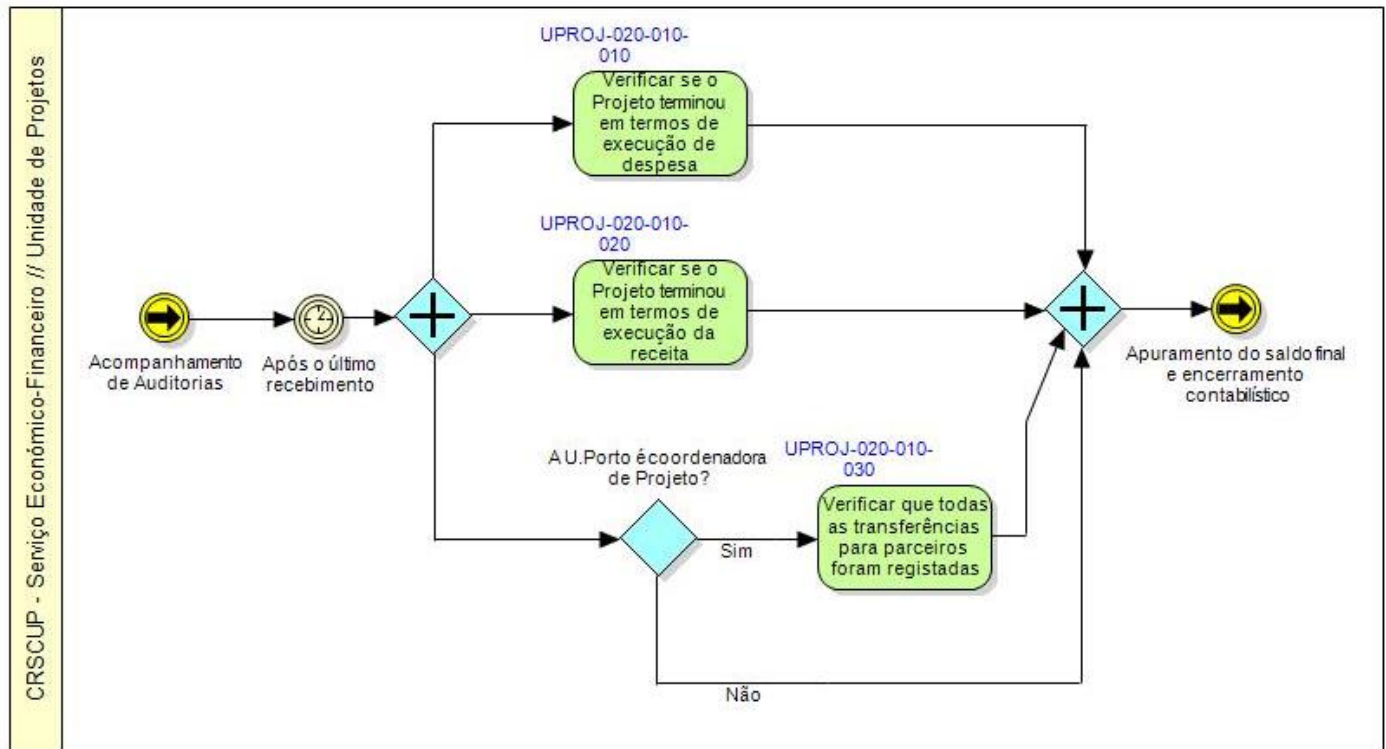 CRSCUP - Serviço Económico-Financeiro // Unidade de Projetos
UPROJ-020-010-
010
Verificar se o
Projeto terminou
em termos de
execução de
despesa
UPROJ-020-010-
020
Verificar se o
Projeto terminou
em termos de
execução da
receita
Acompanhamento
de Auditorias
Após o último
recebimento
Apuramento do saldo final
e encerramento
contabilístico
A U.Porto é coordenadora
de Projeto?
UPROJ-020-010-
030
Verificar que todas
as transferências
para parceiros
foram registadas
Sim
Não